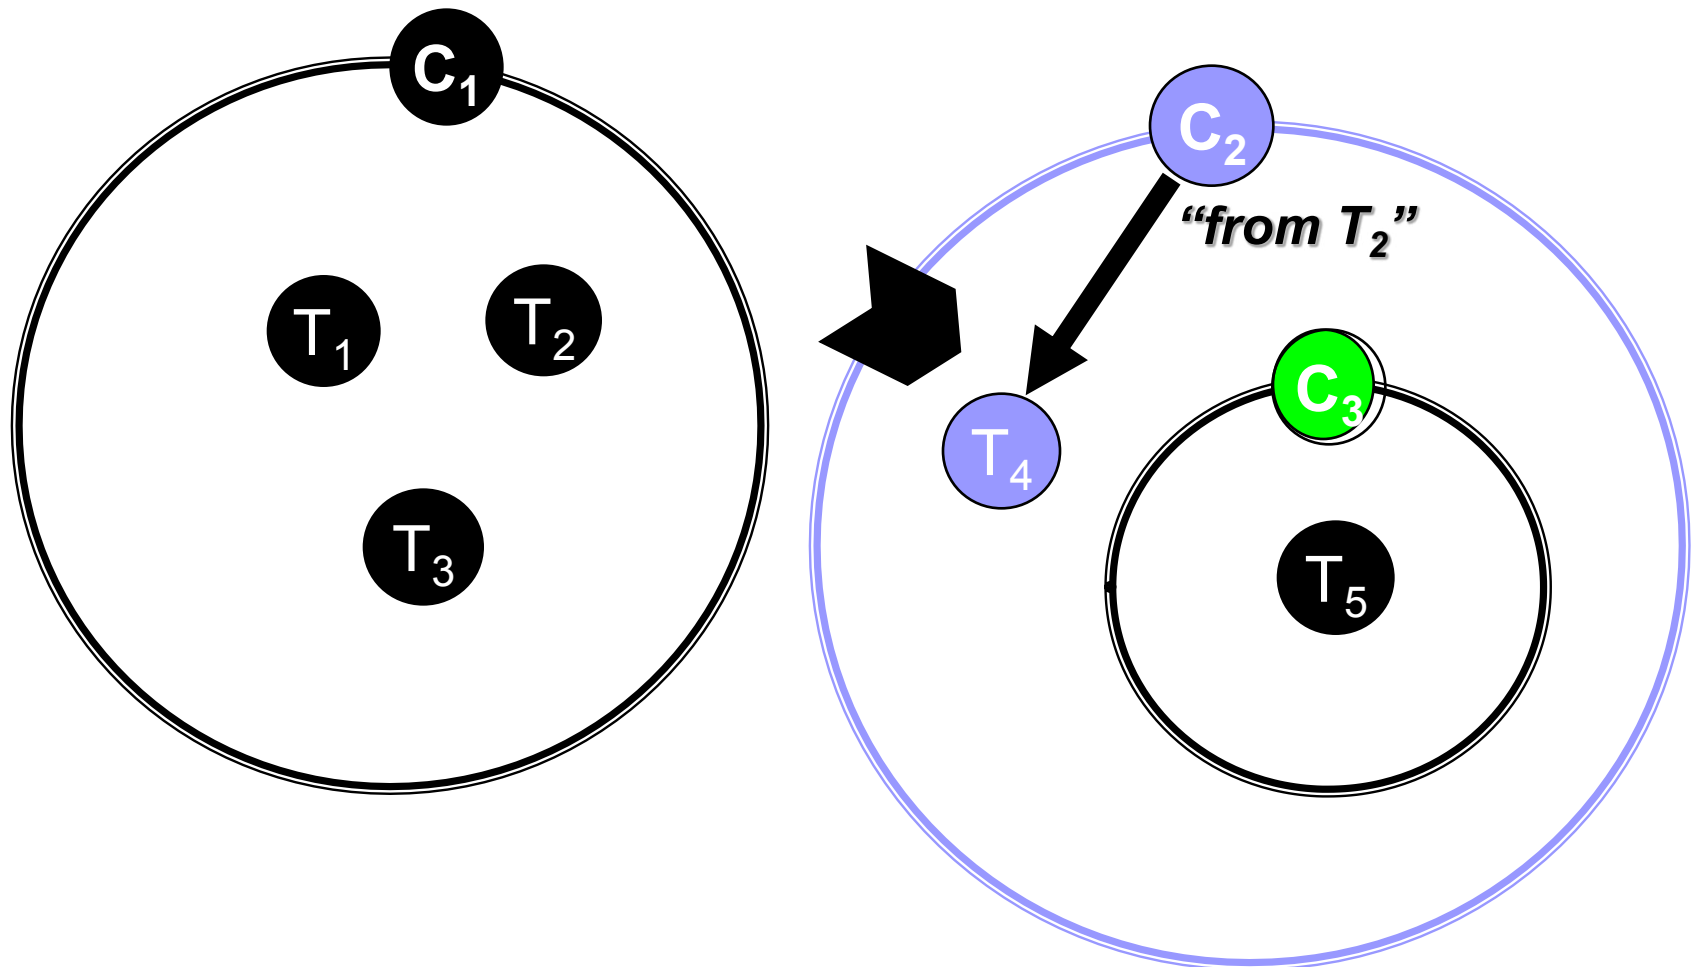 C₁
C₂
“from T₂”
T₁
T₂
C₃
T₄
T₃
T₅